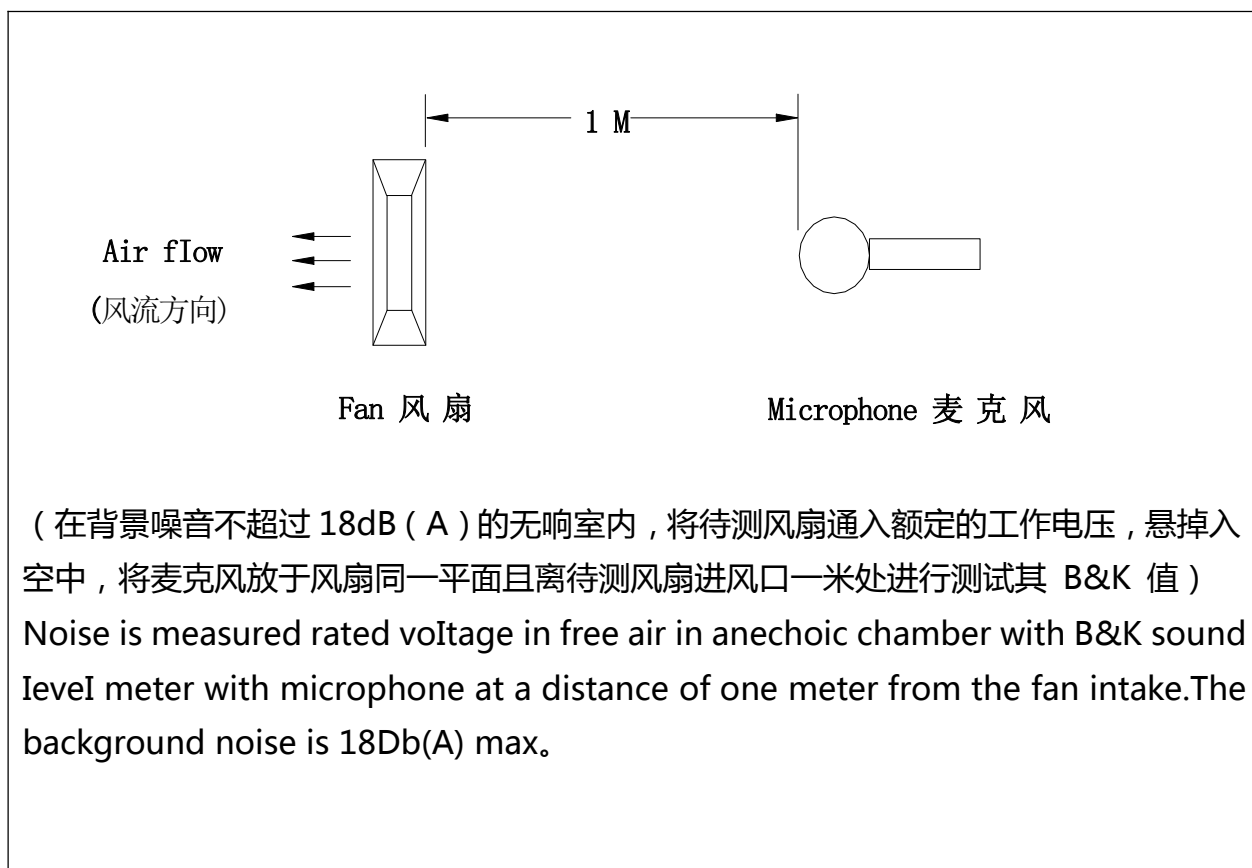 1 M
Air fIow
(风流方向)
Fan 风 扇
Microphone 麦 克 风
（在背景噪音不超过 18dB（A）的无响室内，将待测风扇通入额定的工作电压，悬掉入
空中，将麦克风放于风扇同一平面且离待测风扇进风口一米处进行测试其 B&K 值）
Noise is measured rated voItage in free air in anechoic chamber with B&K sound
IeveI meter with microphone at a distance of one meter from the fan intake.The
background noise is 18Db(A) max。